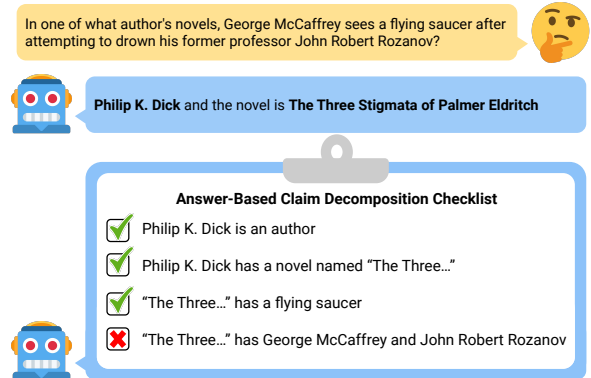 In one of what author's novels, George McCaffrey sees a flying saucer after
attempting to drown his former professor John Robert Rozanov?
Philip K. Dick and the novel is The Three Stigmata of Palmer Eldritch
Answer-Based Claim Decomposition Checklist
Philip K. Dick is an author
Philip K. Dick has a novel named “The Three…”
“The Three…” has a flying saucer
“The Three…” has George McCaffrey and John Robert Rozanov